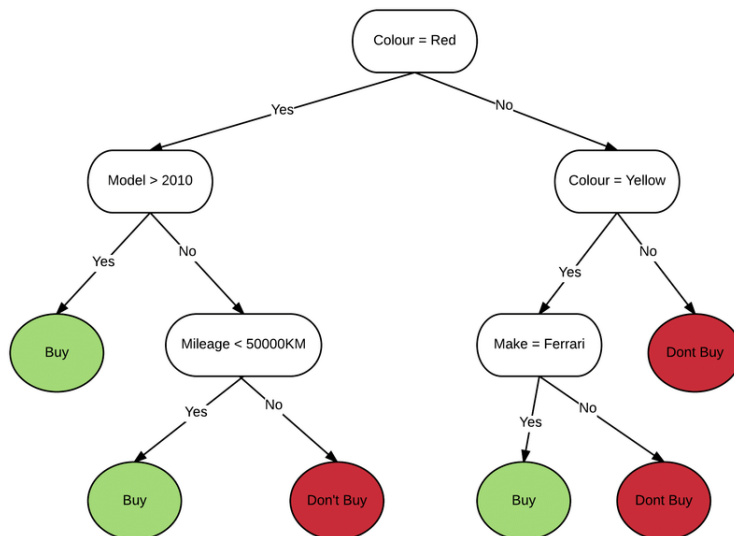 Colour = Red
Yes
No
Model > 2010
Colour = Yellow
Yes
No
Yes
No
Buy
Mileage < 50000KM
Make = Ferrari
Dont Buy
Yes
No
Yes
No
Buy
Don't Buy
Buy
Dont Buy